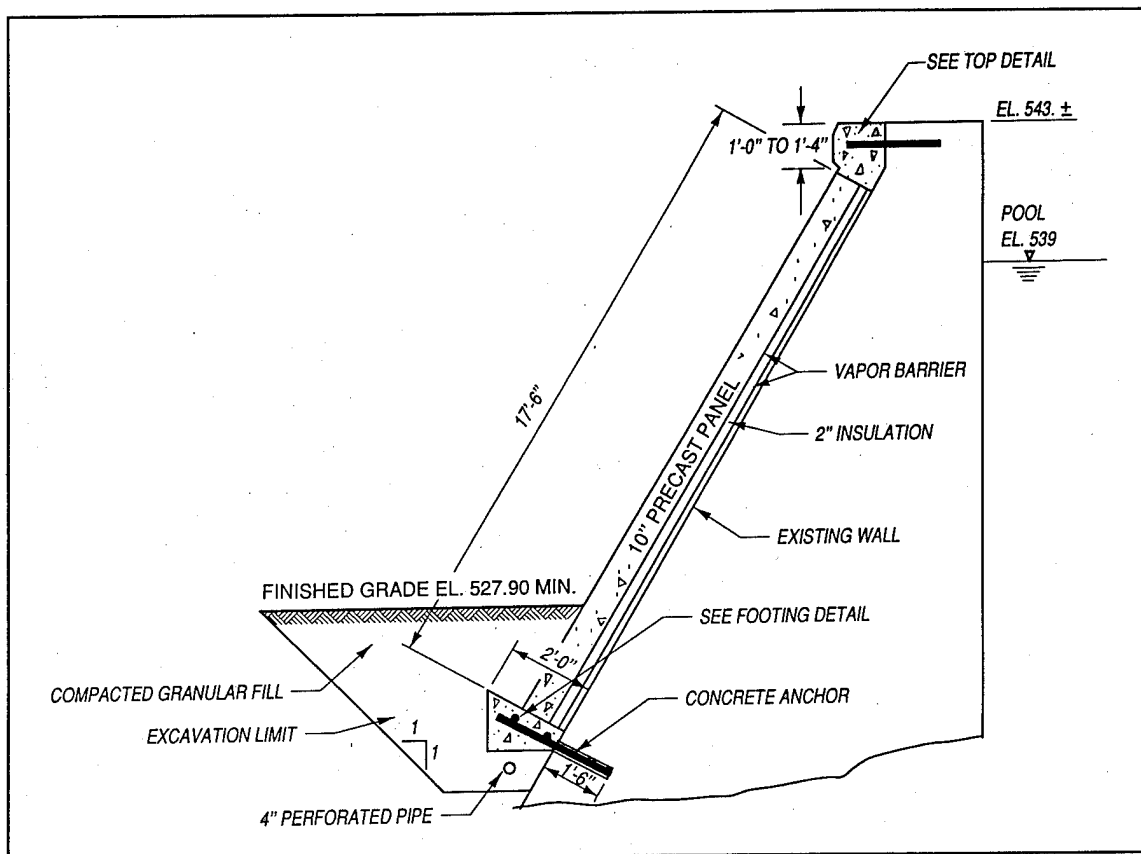 SEE TOP DETAIL
EL. 543. ±
1'-0" TO 1'-4"
POOL
EL. 539
17'-6"
VAPOR BARRIER
2" INSULATION
10" PRECAST PANEL
EXISTING WALL
FINISHED GRADE EL. 527.90 MIN.
SEE FOOTING DETAIL
2'-0"
COMPACTED GRANULAR FILL
CONCRETE ANCHOR
EXCAVATION LIMIT
1
1
1'-6"
4" PERFORATED PIPE